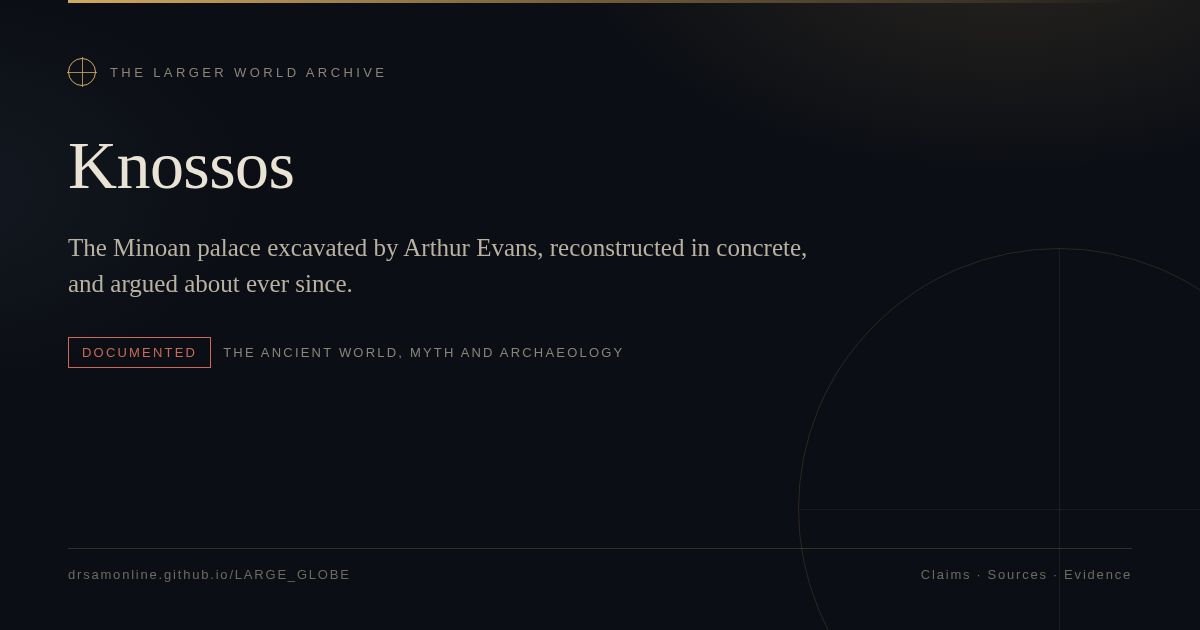 THE LARGER WORLD ARCHIVE
Knossos
The Minoan palace excavated by Arthur Evans, reconstructed in concrete,
and argued about ever since.
DOCUMENTED THE ANCIENT WORLD, MYTH AND ARCHAEOLOGY
drsamonline.github.io/LARGE_GLOBE Claims · Sources · Evidence